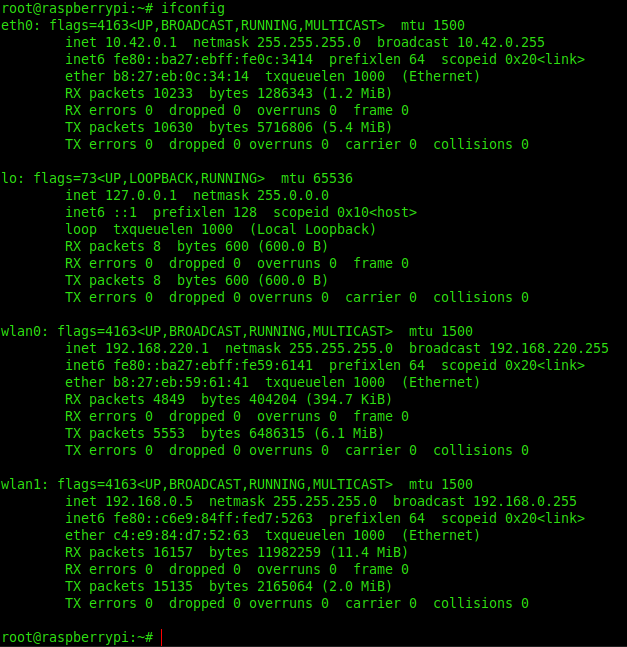 root@raspberrypi:~# ifconfig
eth0: flags=4163<UP,BROADCAST,RUNNING,MULTICAST>  mtu 1500
        inet 10.42.0.1  netmask 255.255.255.0  broadcast 10.42.0.255
        inet6 fe80::ba27:ebff:fe0c:3414  prefixlen 64  scopeid 0x20<link>
        ether b8:27:eb:0c:34:14  txqueuelen 1000  (Ethernet)
        RX packets 10233  bytes 1286343 (1.2 MiB)
        RX errors 0  dropped 0  overruns 0  frame 0
        TX packets 10630  bytes 5716806 (5.4 MiB)
        TX errors 0  dropped 0 overruns 0  carrier 0  collisions 0

lo: flags=73<UP,LOOPBACK,RUNNING>  mtu 65536
        inet 127.0.0.1  netmask 255.0.0.0
        inet6 ::1  prefixlen 128  scopeid 0x10<host>
        loop  txqueuelen 1000  (Local Loopback)
        RX packets 8  bytes 600 (600.0 B)
        RX errors 0  dropped 0  overruns 0  frame 0
        TX packets 8  bytes 600 (600.0 B)
        TX errors 0  dropped 0 overruns 0  carrier 0  collisions 0

wlan0: flags=4163<UP,BROADCAST,RUNNING,MULTICAST>  mtu 1500
        inet 192.168.220.1  netmask 255.255.255.0  broadcast 192.168.220.255
        inet6 fe80::ba27:ebff:fe59:6141  prefixlen 64  scopeid 0x20<link>
        ether b8:27:eb:59:61:41  txqueuelen 1000  (Ethernet)
        RX packets 4849  bytes 404204 (394.7 KiB)
        RX errors 0  dropped 0  overruns 0  frame 0
        TX packets 5553  bytes 6486315 (6.1 MiB)
        TX errors 0  dropped 0 overruns 0  carrier 0  collisions 0

wlan1: flags=4163<UP,BROADCAST,RUNNING,MULTICAST>  mtu 1500
        inet 192.168.0.5  netmask 255.255.255.0  broadcast 192.168.0.255
        inet6 fe80::c6e9:84ff:fed7:5263  prefixlen 64  scopeid 0x20<link>
        ether c4:e9:84:d7:52:63  txqueuelen 1000  (Ethernet)
        RX packets 16157  bytes 11982259 (11.4 MiB)
        RX errors 0  dropped 0  overruns 0  frame 0
        TX packets 15135  bytes 2165064 (2.0 MiB)
        TX errors 0  dropped 0 overruns 0  carrier 0  collisions 0

root@raspberrypi:~#